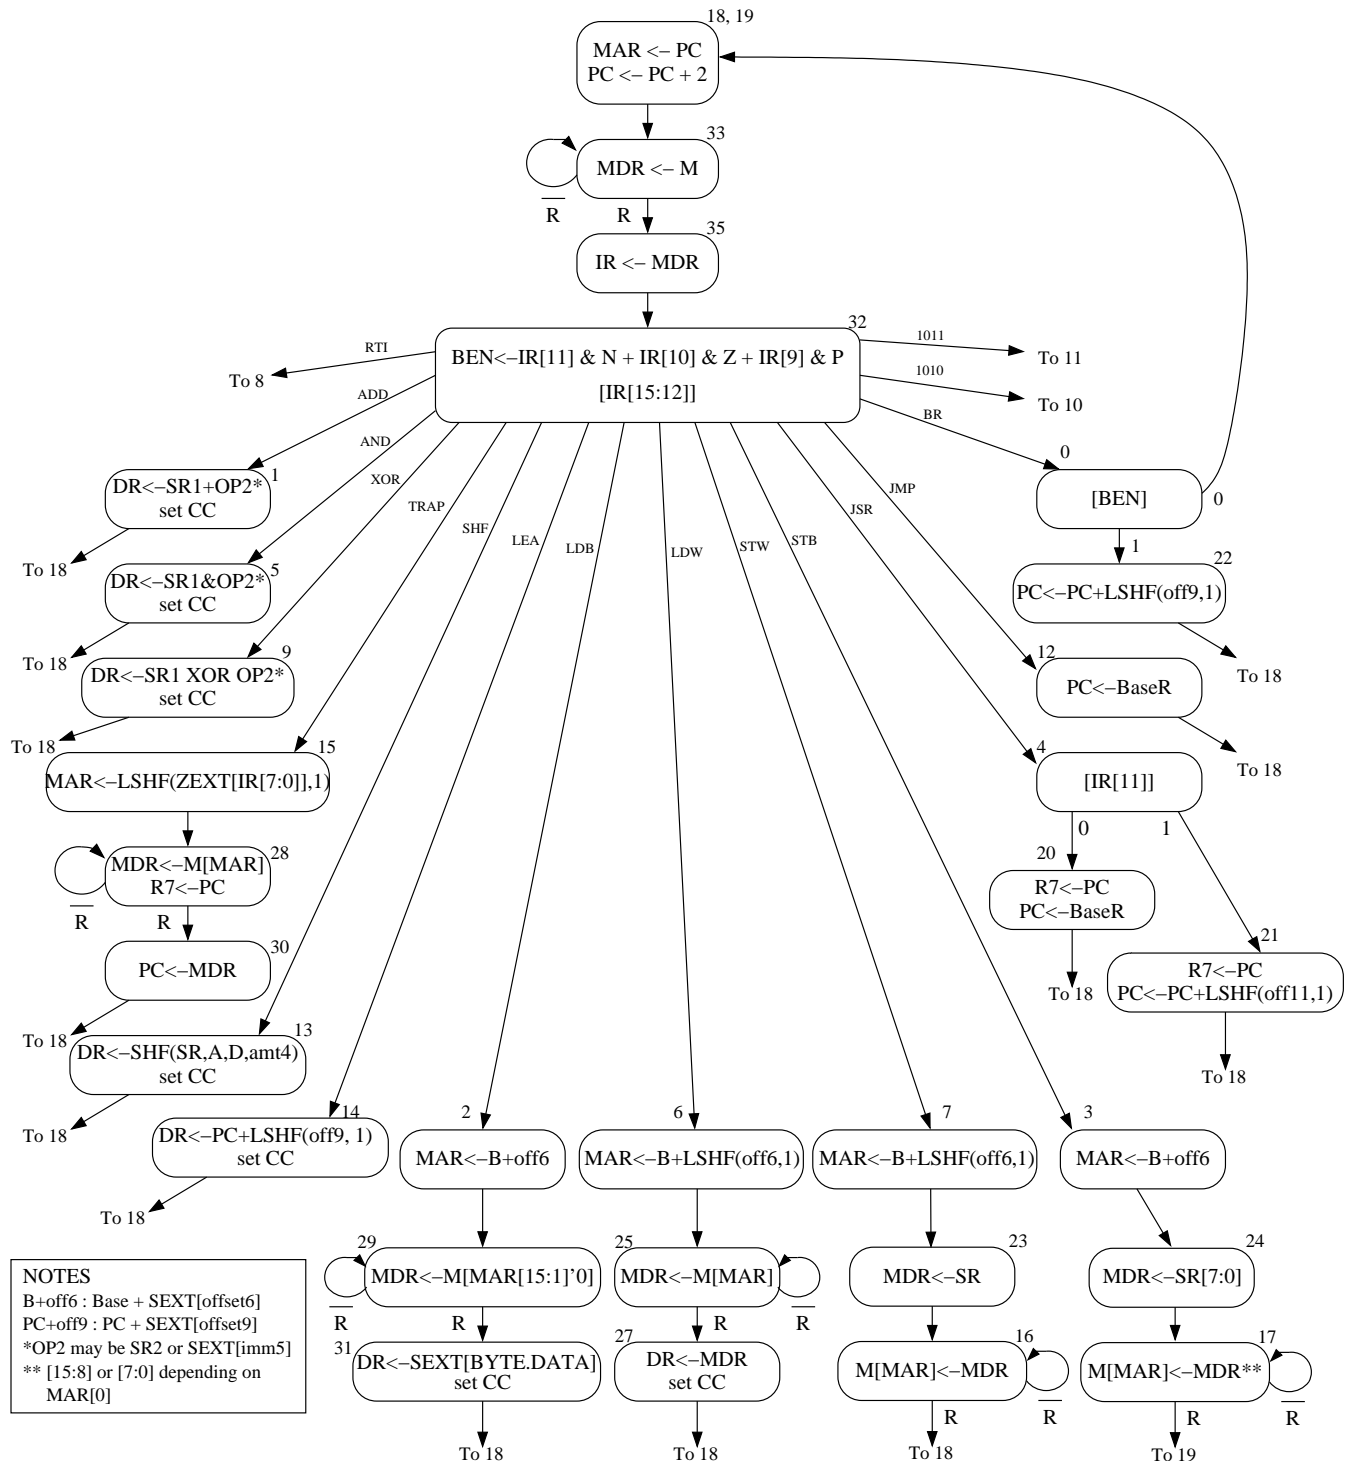 18, 19
MAR <– PC
PC <– PC + 2
33
MDR <– M
R
R
35
IR <– MDR
32
BEN<–IR[11] & N + IR[10] & Z + IR[9] & P
[IR[15:12]]
RTI
To 8
1011
To 11
1010
To 10
ADD
AND
XOR
TRAP
SHF
LEA
LDB
LDW
STW
STB
JSR
JMP
BR
1
DR<–SR1+OP2*
set CC
To 18
5
DR<–SR1&OP2*
set CC
To 18
9
DR<–SR1 XOR OP2*
set CC
To 18
15
MAR<–LSHF(ZEXT[IR[7:0]],1)
28
MDR<–M[MAR]
R7<–PC
R
R
30
PC<–MDR
To 18
13
DR<–SHF(SR,A,D,amt4)
set CC
To 18
14
DR<–PC+LSHF(off9, 1)
set CC
To 18
0
[BEN]
0
1
22
PC<–PC+LSHF(off9,1)
To 18
12
PC<–BaseR
To 18
4
[IR[11]]
0
1
20
R7<–PC
PC<–BaseR
To 18
21
R7<–PC
PC<–PC+LSHF(off11,1)
To 18
2
MAR<–B+off6
29
MDR<–M[MAR[15:1]’0]
R
R
31
DR<–SEXT[BYTE.DATA]
set CC
To 18
6
MAR<–B+LSHF(off6,1)
25
MDR<–M[MAR]
R
R
27
DR<–MDR
set CC
To 18
7
MAR<–B+LSHF(off6,1)
23
MDR<–SR
16
M[MAR]<–MDR
R
R
To 18
3
MAR<–B+off6
24
MDR<–SR[7:0]
17
M[MAR]<–MDR**
R
R
To 19
NOTES
B+off6 : Base + SEXT[offset6]
PC+off9 : PC + SEXT[offset9]
*OP2 may be SR2 or SEXT[imm5]
** [15:8] or [7:0] depending on
MAR[0]